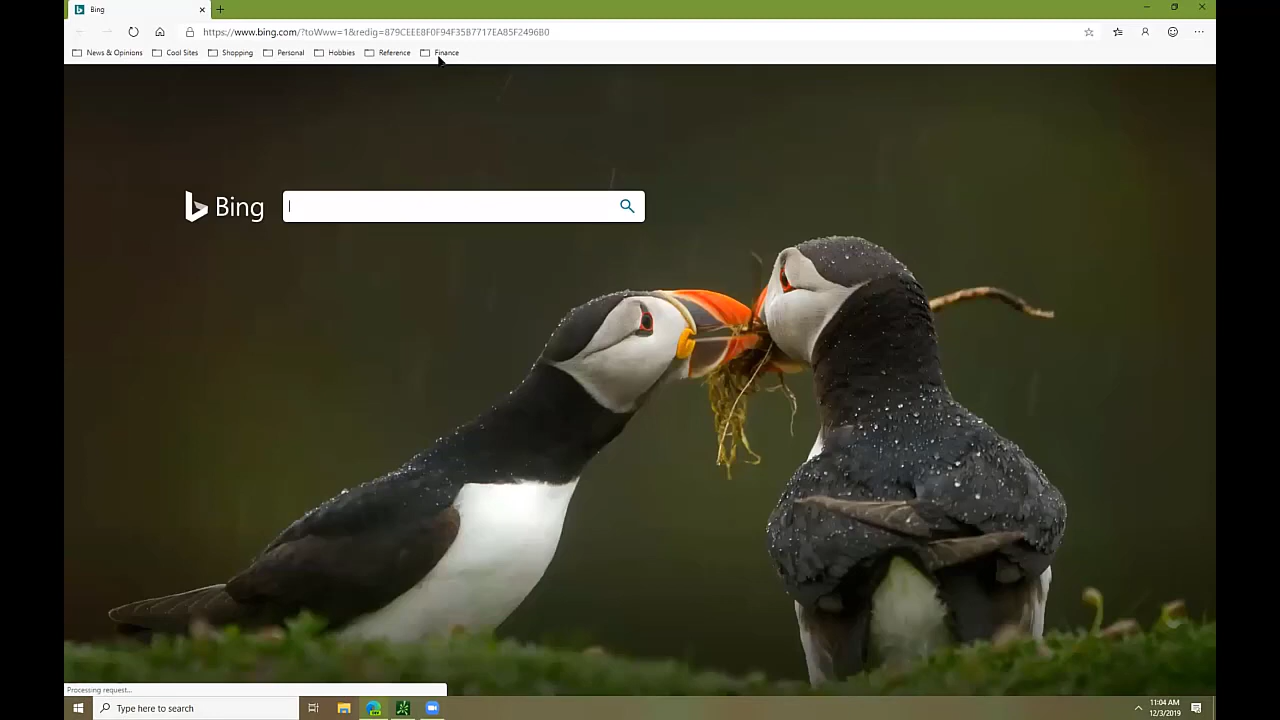 Bing
https://www.bing.com/?toWww=1&redig=879CEEE8F0F94F35B7717EA85F2496B0
News & Opinions Cool Sites Shopping Personal Hobbies Reference Finance
Bing
Processing request...
Type here to search
11:04 AM
12/3/2019